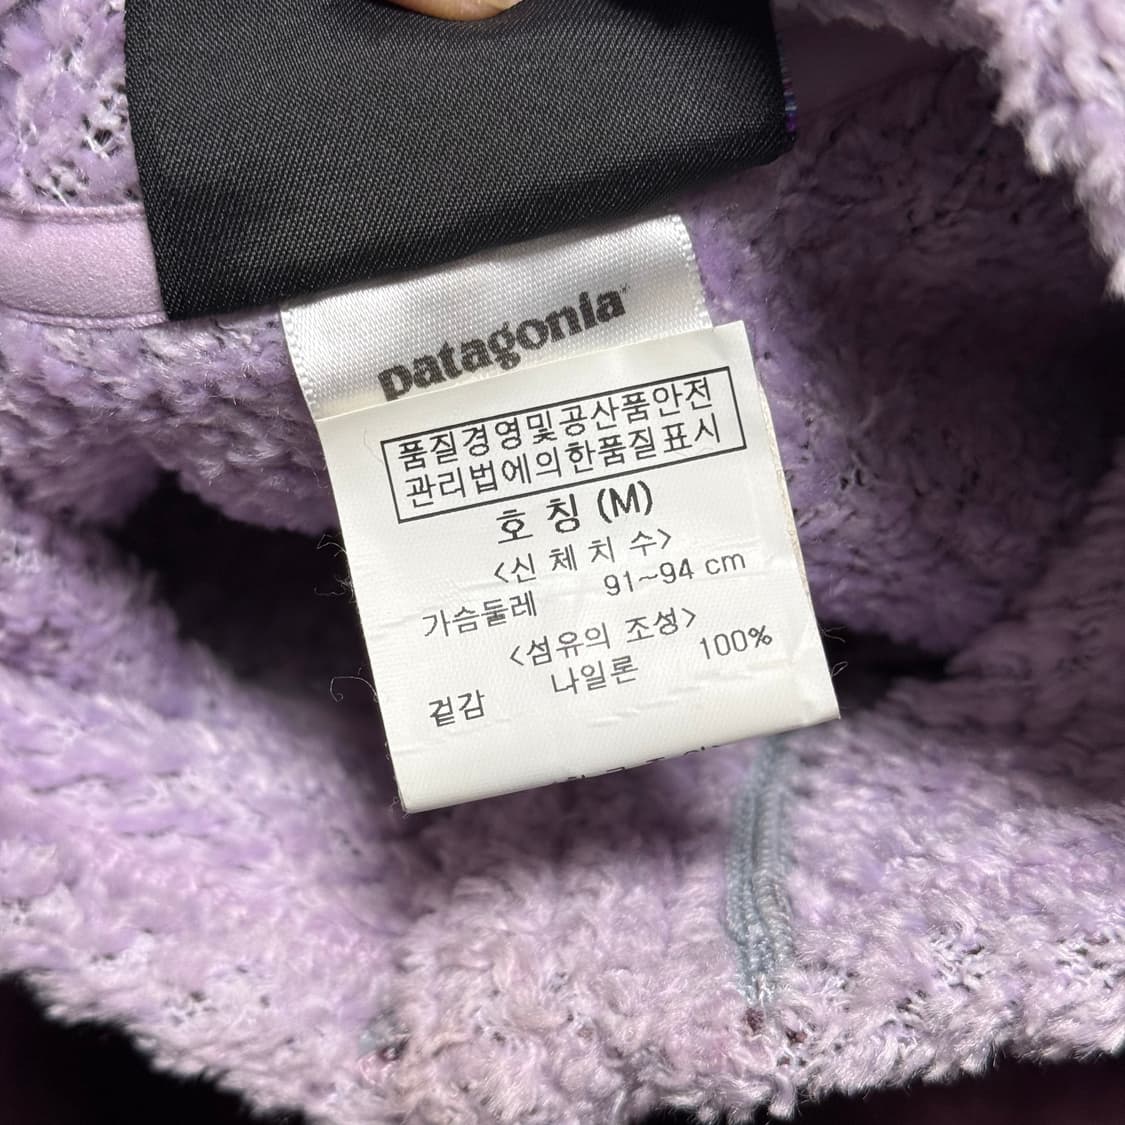 patagonia
품질경영및공산품안전
관리법에의한품질표시
호 칭 (M)
<신 체 치 수>
가슴둘레 91~94 cm
<섬유의 조성>
겉감 나일론 100%